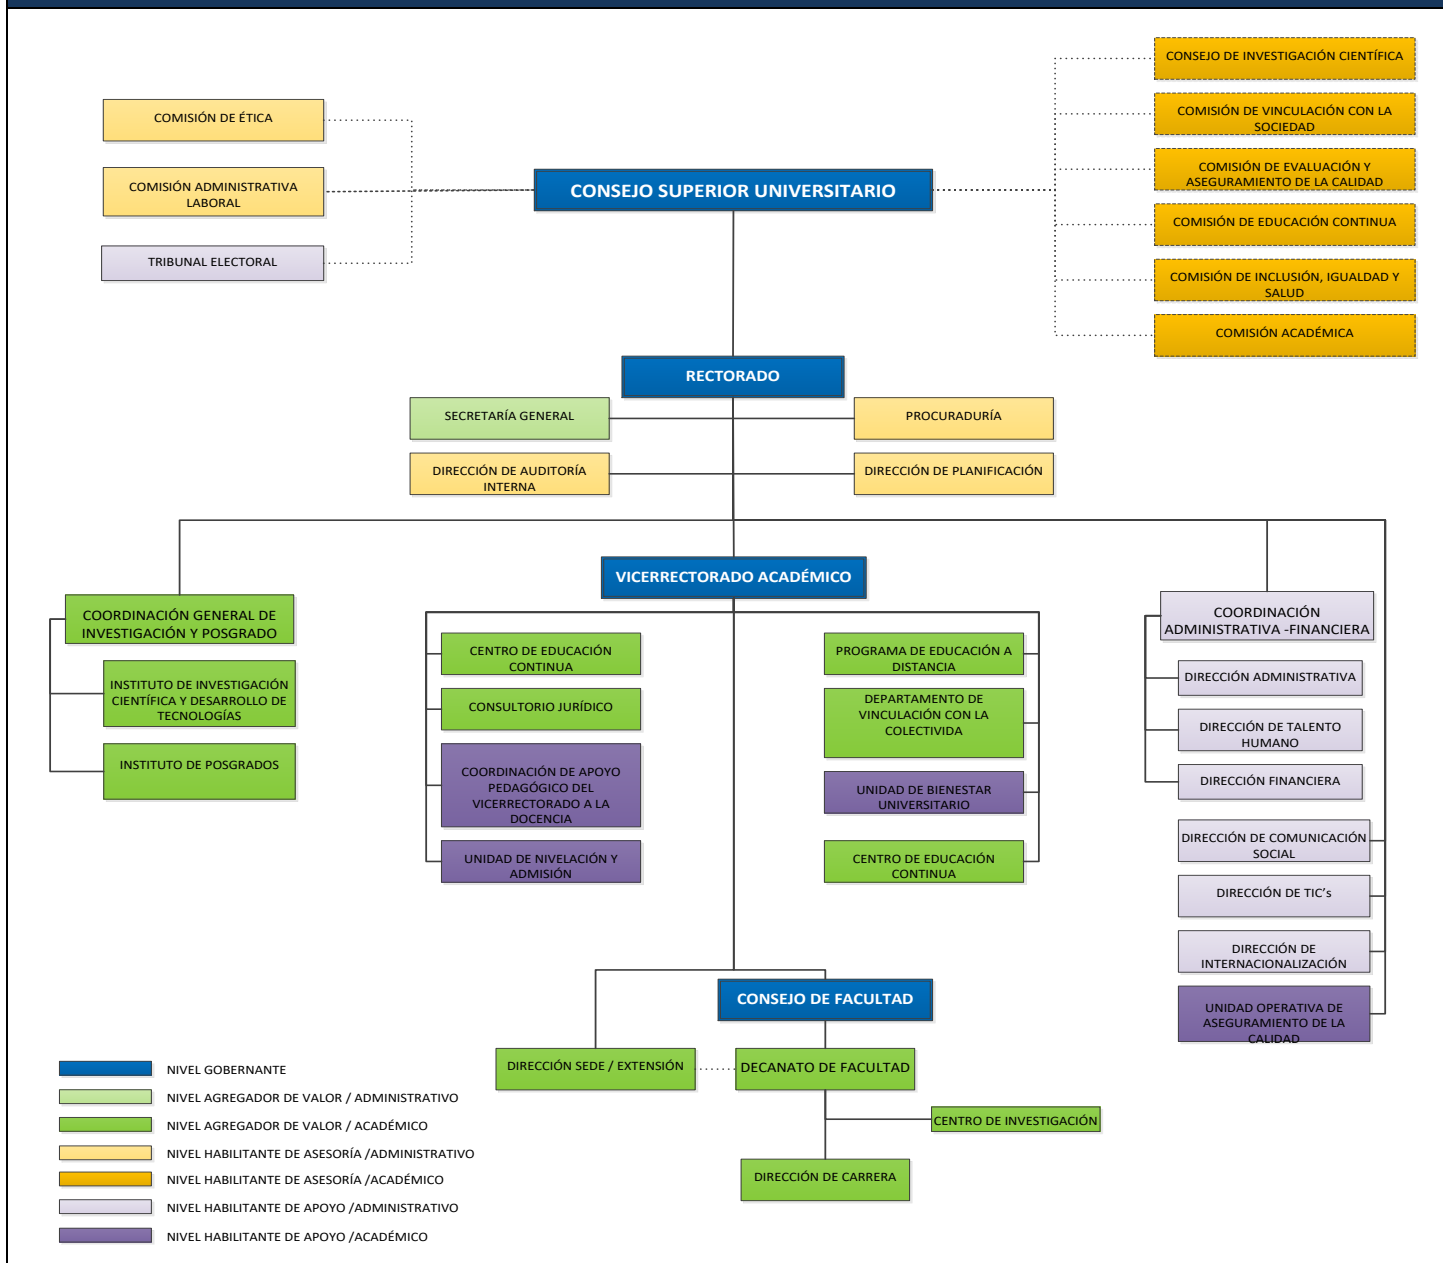 CONSEJO DE INVESTIGACIÓN CIENTÍFICA
COMISIÓN DE VINCULACIÓN CON LA
SOCIEDAD
COMISIÓN DE EVALUACIÓN Y
ASEGURAMIENTO DE LA CALIDAD
COMISIÓN DE EDUCACIÓN CONTINUA
COMISIÓN DE INCLUSIÓN, IGUALDAD Y
SALUD
COMISIÓN ACADÉMICA
COMISIÓN DE ÉTICA
COMISIÓN ADMINISTRATIVA
LABORAL
TRIBUNAL ELECTORAL
CONSEJO SUPERIOR UNIVERSITARIO
RECTORADO
SECRETARÍA GENERAL
PROCURADURÍA
DIRECCIÓN DE AUDITORÍA
INTERNA
DIRECCIÓN DE PLANIFICACIÓN
VICERRECTORADO ACADÉMICO
COORDINACIÓN GENERAL DE
INVESTIGACIÓN Y POSGRADO
INSTITUTO DE INVESTIGACIÓN
CIENTÍFICA Y DESARROLLO DE
TECNOLOGÍAS
INSTITUTO DE POSGRADOS
CENTRO DE EDUCACIÓN
CONTINUA
CONSULTORIO JURÍDICO
COORDINACIÓN DE APOYO
PEDAGÓGICO DEL
VICERRECTORADO A LA
DOCENCIA
UNIDAD DE NIVELACIÓN Y
ADMISIÓN
PROGRAMA DE EDUCACIÓN A
DISTANCIA
DEPARTAMENTO DE
VINCULACIÓN CON LA
COLECTIVIDA
UNIDAD DE BIENESTAR
UNIVERSITARIO
CENTRO DE EDUCACIÓN
CONTINUA
COORDINACIÓN
ADMINISTRATIVA -FINANCIERA
DIRECCIÓN ADMINISTRATIVA
DIRECCIÓN DE TALENTO
HUMANO
DIRECCIÓN FINANCIERA
DIRECCIÓN DE COMUNICACIÓN
SOCIAL
DIRECCIÓN DE TIC's
DIRECCIÓN DE
INTERNACIONALIZACIÓN
UNIDAD OPERATIVA DE
ASEGURAMIENTO DE LA
CALIDAD
CONSEJO DE FACULTAD
DIRECCIÓN SEDE / EXTENSIÓN
DECANATO DE FACULTAD
CENTRO DE INVESTIGACIÓN
DIRECCIÓN DE CARRERA
NIVEL GOBERNANTE
NIVEL AGREGADOR DE VALOR / ADMINISTRATIVO
NIVEL AGREGADOR DE VALOR / ACADÉMICO
NIVEL HABILITANTE DE ASESORÍA /ADMINISTRATIVO
NIVEL HABILITANTE DE ASESORÍA /ACADÉMICO
NIVEL HABILITANTE DE APOYO /ADMINISTRATIVO
NIVEL HABILITANTE DE APOYO /ACADÉMICO